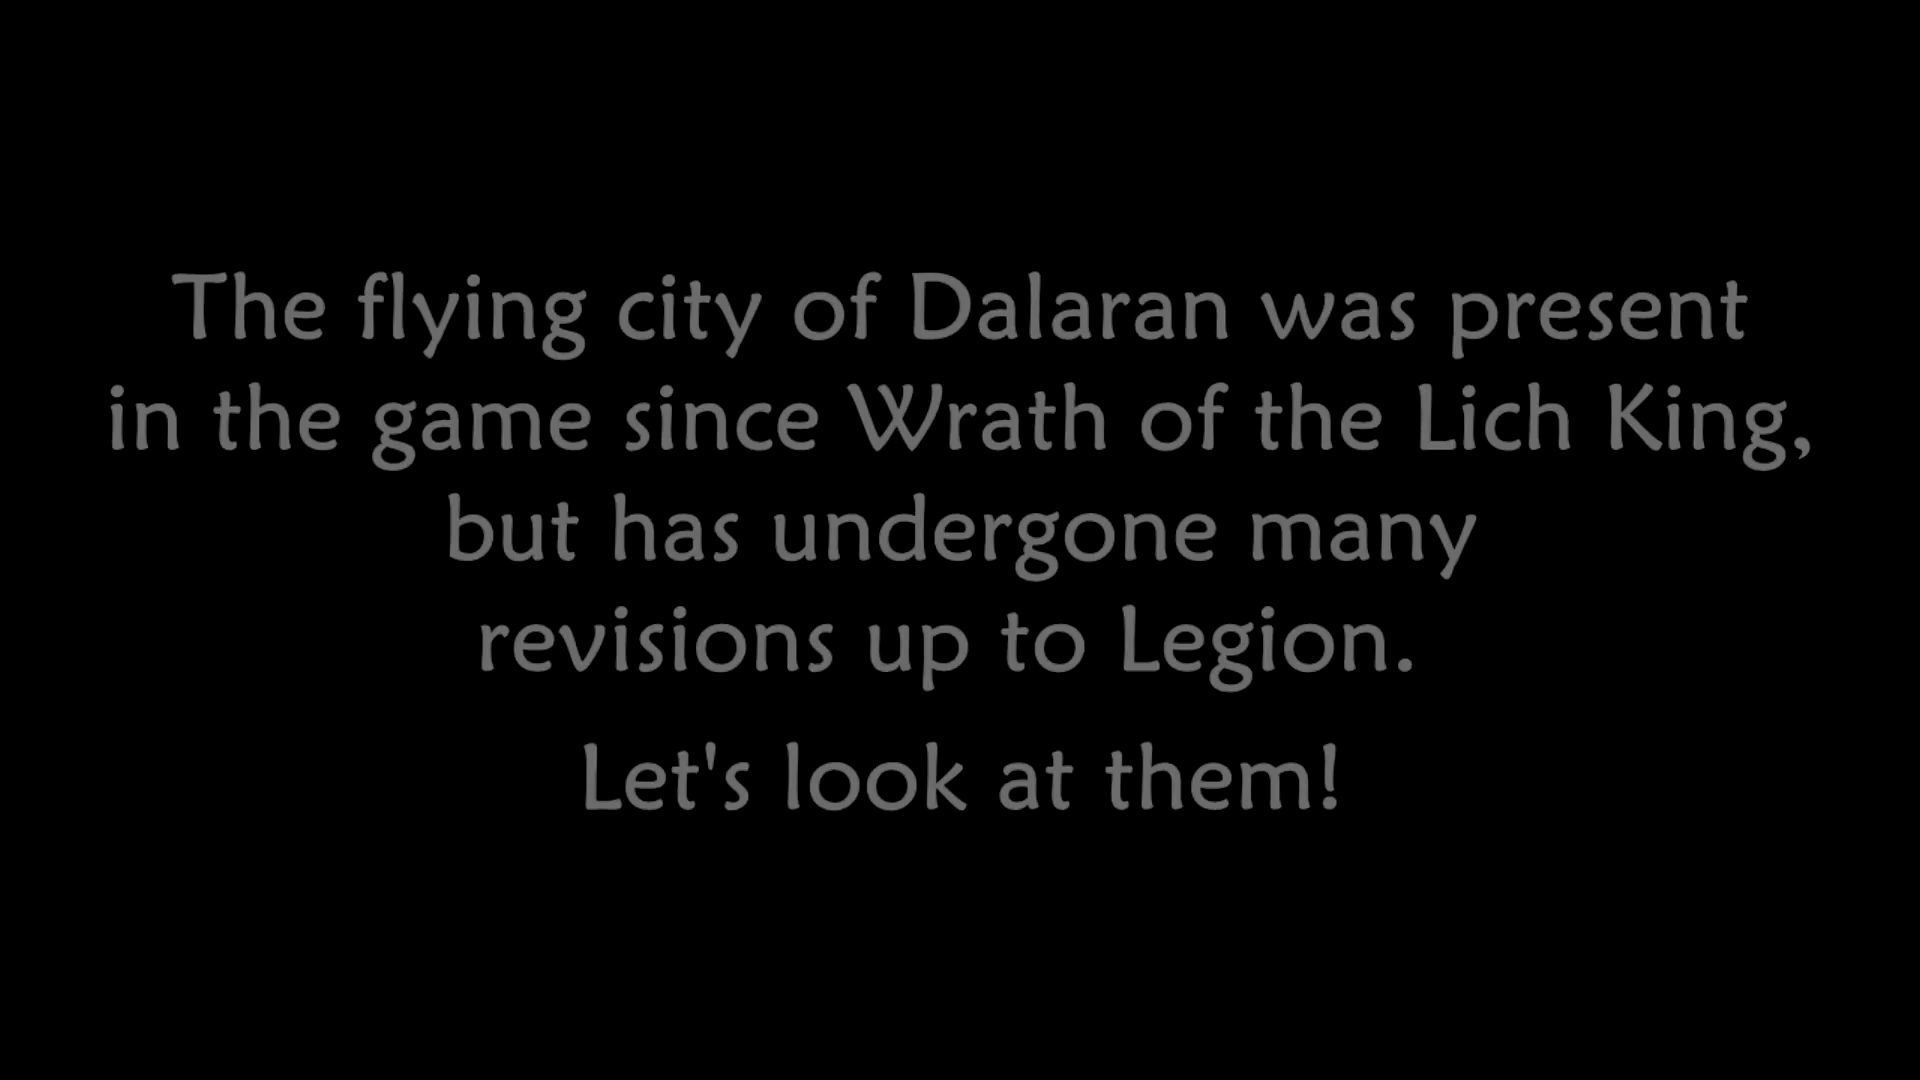 The flying city of Dalaran was present
in the game since Wrath of the Lich King,
but has undergone many
revisions up to Legion.
Let's look at them!